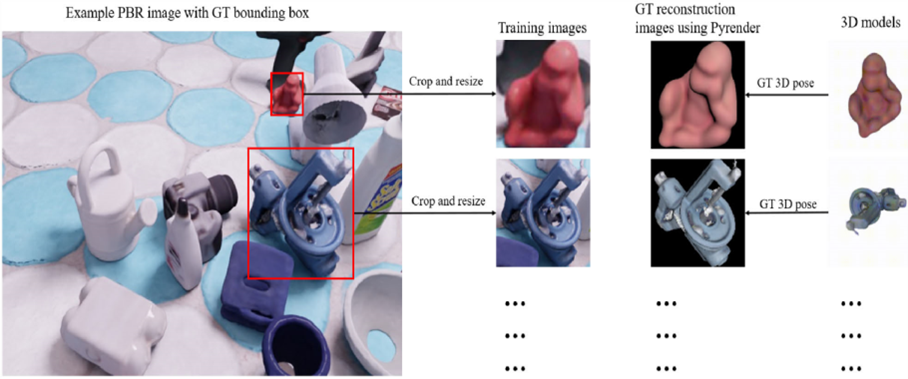 Example PBR image with GT bounding box
Training images
GT reconstruction
images using Pyrender
3D models
Crop and resize
GT 3D pose
Crop and resize
GT 3D pose